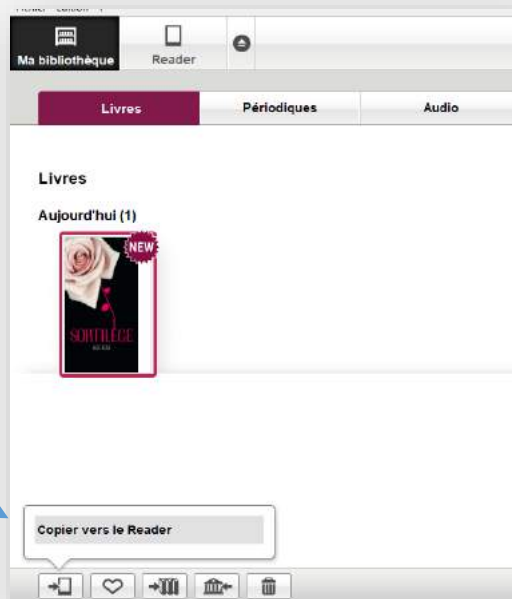 Ma bibliothèque
Reader
Livres
Périodiques
Audio
Livres
Aujourd'hui (1)
NEW
SORTILÈGE
Copier vers le Reader